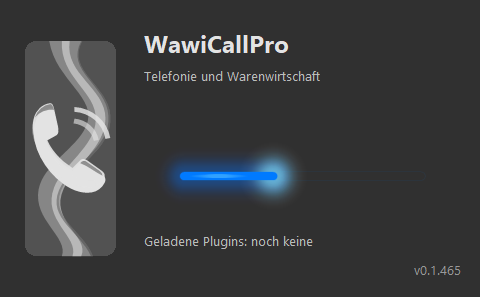 WawiCallPro
Telefonie und Warenwirtschaft
Geladene Plugins: noch keine
v0.1.465